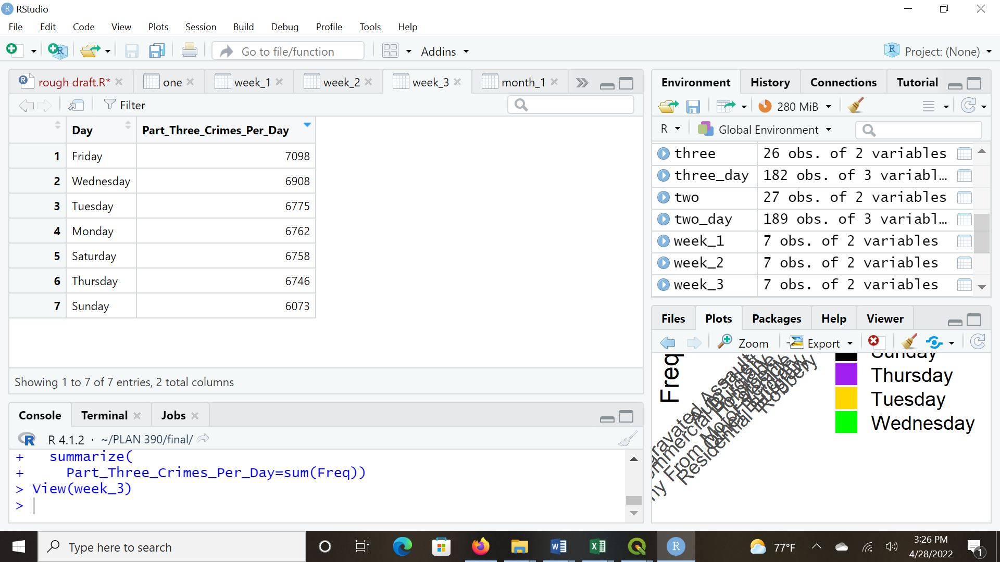 RStudio
File Edit Code View Plots Session Build Debug Profile Tools Help
Go to file/function Addins Project: (None)
rough draft.R* one week_1 week_2 week_3 month_1
Filter
Day Part_Three_Crimes_Per_Day
1 Friday 7098
2 Wednesday 6908
3 Tuesday 6775
4 Monday 6762
5 Saturday 6758
6 Thursday 6746
7 Sunday 6073
Showing 1 to 7 of 7 entries, 2 total columns
Console Terminal Jobs
R 4.1.2 · ~/PLAN 390/final/
+ summarize(
+ Part_Three_Crimes_Per_Day=sum(Freq))
> View(week_3)
>
Environment History Connections Tutorial
280 MiB
R Global Environment
three 26 obs. of 2 variables
three_day 182 obs. of 3 variabl…
two 27 obs. of 2 variables
two_day 189 obs. of 3 variabl…
week_1 7 obs. of 2 variables
week_2 7 obs. of 2 variables
week_3 7 obs. of 2 variables
Files Plots Packages Help Viewer
Zoom Export
Freq
Robbery
Residential
From Motor
Sunday
Thursday
Tuesday
Wednesday
Type here to search
77°F
3:26 PM
4/28/2022
1